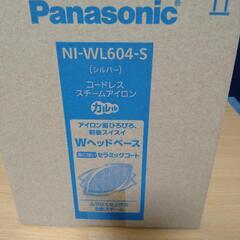 Panasonic
NI-WL604-S
(シルバー)
コードレス
スチームアイロン
カルル
アイロン面ひろびろ、
軽快スイスイ
Wヘッドベース
セラミックコート